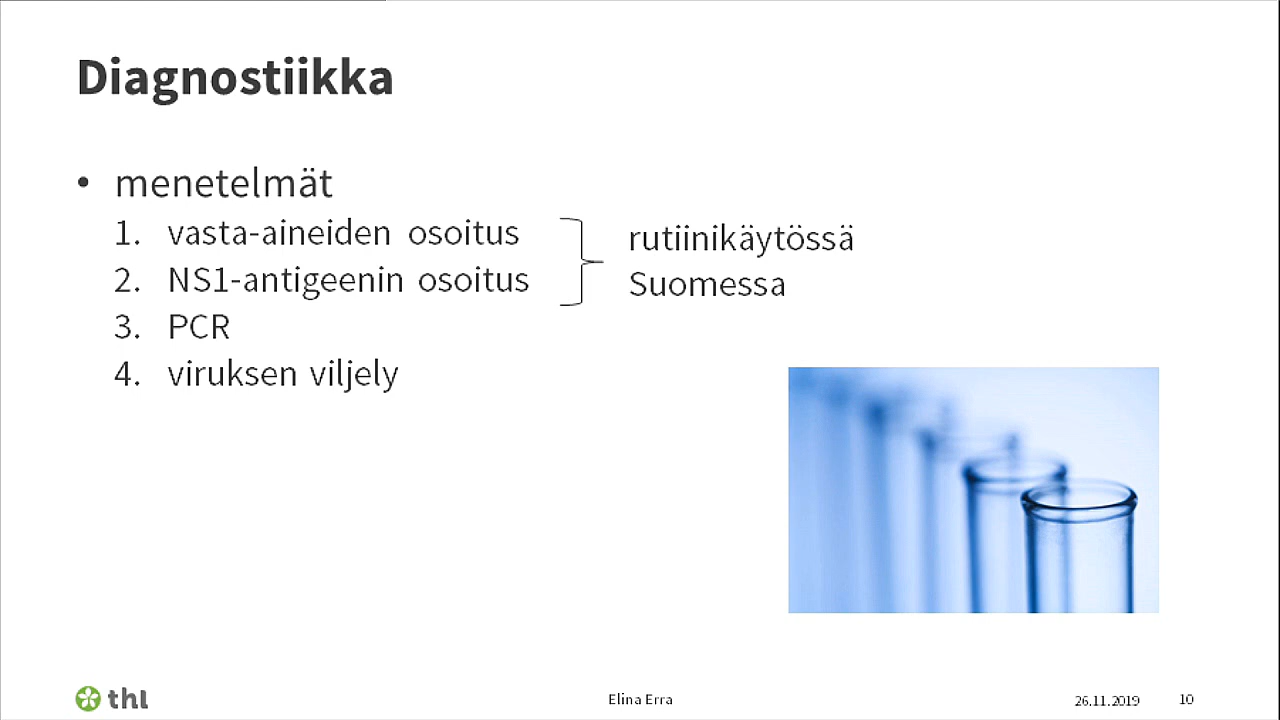 Diagnostiikka
• menetelmät
1. vasta-aineiden osoitus
2. NS1-antigeenin osoitus
3. PCR
4. viruksen viljely
rutiinikäytössä
Suomessa
thl
Elina Erra
26.11.2019
10